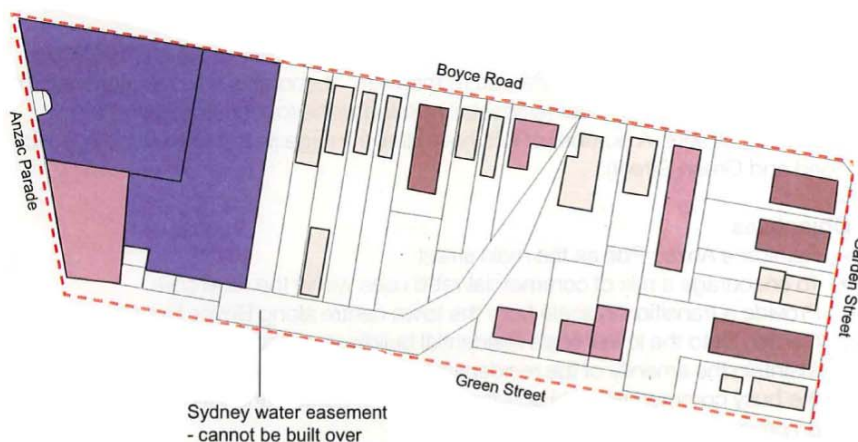 Boyce Road
Anzac Parade
Garden Street
Green Street
Sydney water easement
- cannot be built over